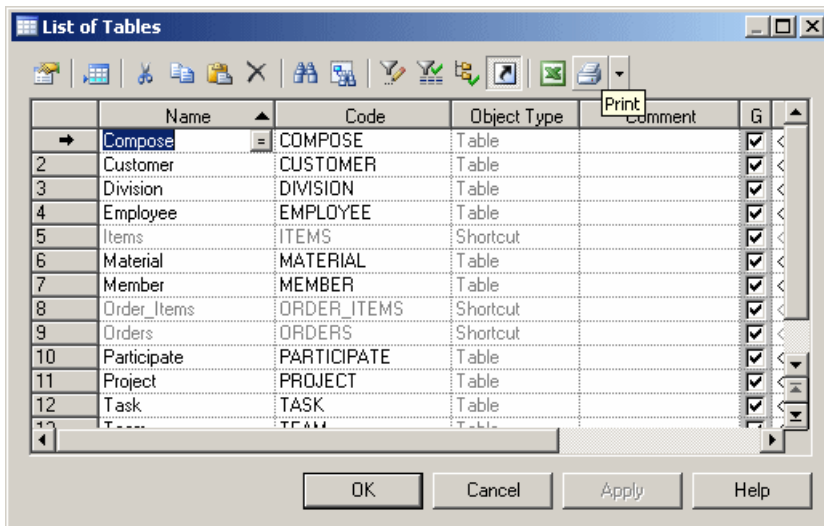 List of Tables
Print
Name Code Object Type Comment G
Compose = COMPOSE Table
2 Customer CUSTOMER Table
3 Division DIVISION Table
4 Employee EMPLOYEE Table
5 Items ITEMS Shortcut
6 Material MATERIAL Table
7 Member MEMBER Table
8 Order_Items ORDER_ITEMS Shortcut
9 Orders ORDERS Shortcut
10 Participate PARTICIPATE Table
11 Project PROJECT Table
12 Task TASK Table
OK Cancel Apply Help